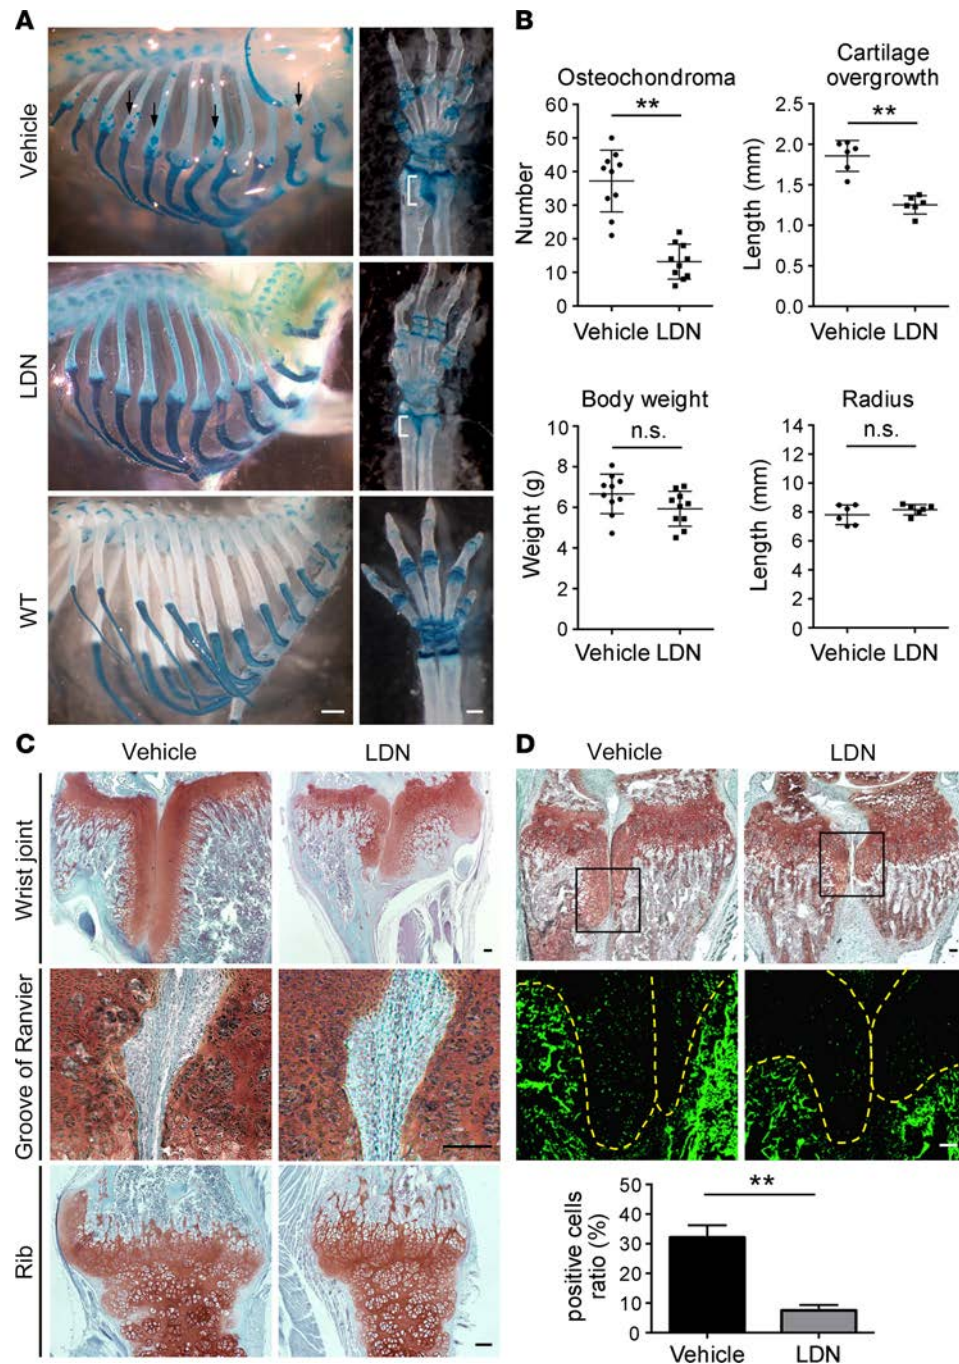 A
Vehicle
LDN
WT
B
Osteochondroma
**
Number
60
50
40
30
20
10
0
Vehicle LDN
Cartilage
overgrowth
**
Length (mm)
2.5
2.0
1.5
1.0
0.5
0.0
Vehicle LDN
Body weight
n.s.
Weight (g)
10
8
6
4
2
0
Vehicle LDN
Radius
n.s.
Length (mm)
14
12
10
8
6
4
2
0
Vehicle LDN
C
Vehicle
LDN
Wrist joint
Groove of Ranvier
Rib
D
Vehicle
LDN
**
positive cells
ratio (%)
50
40
30
20
10
0
Vehicle
LDN